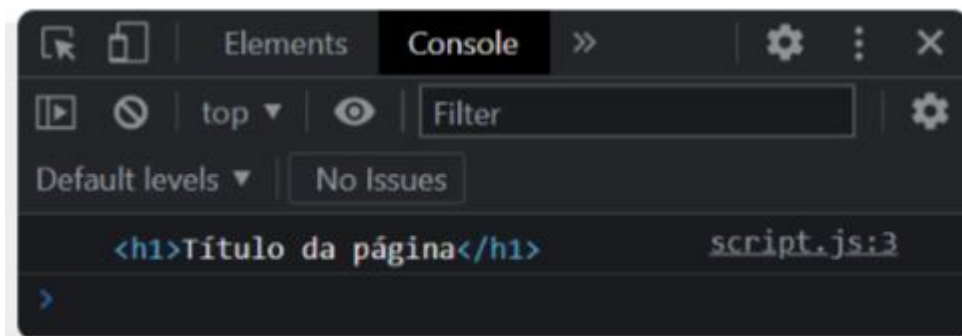 Elements Console »
top ▼ Filter
Default levels ▼ No Issues
<h1>Título da página</h1> script.js:3
>